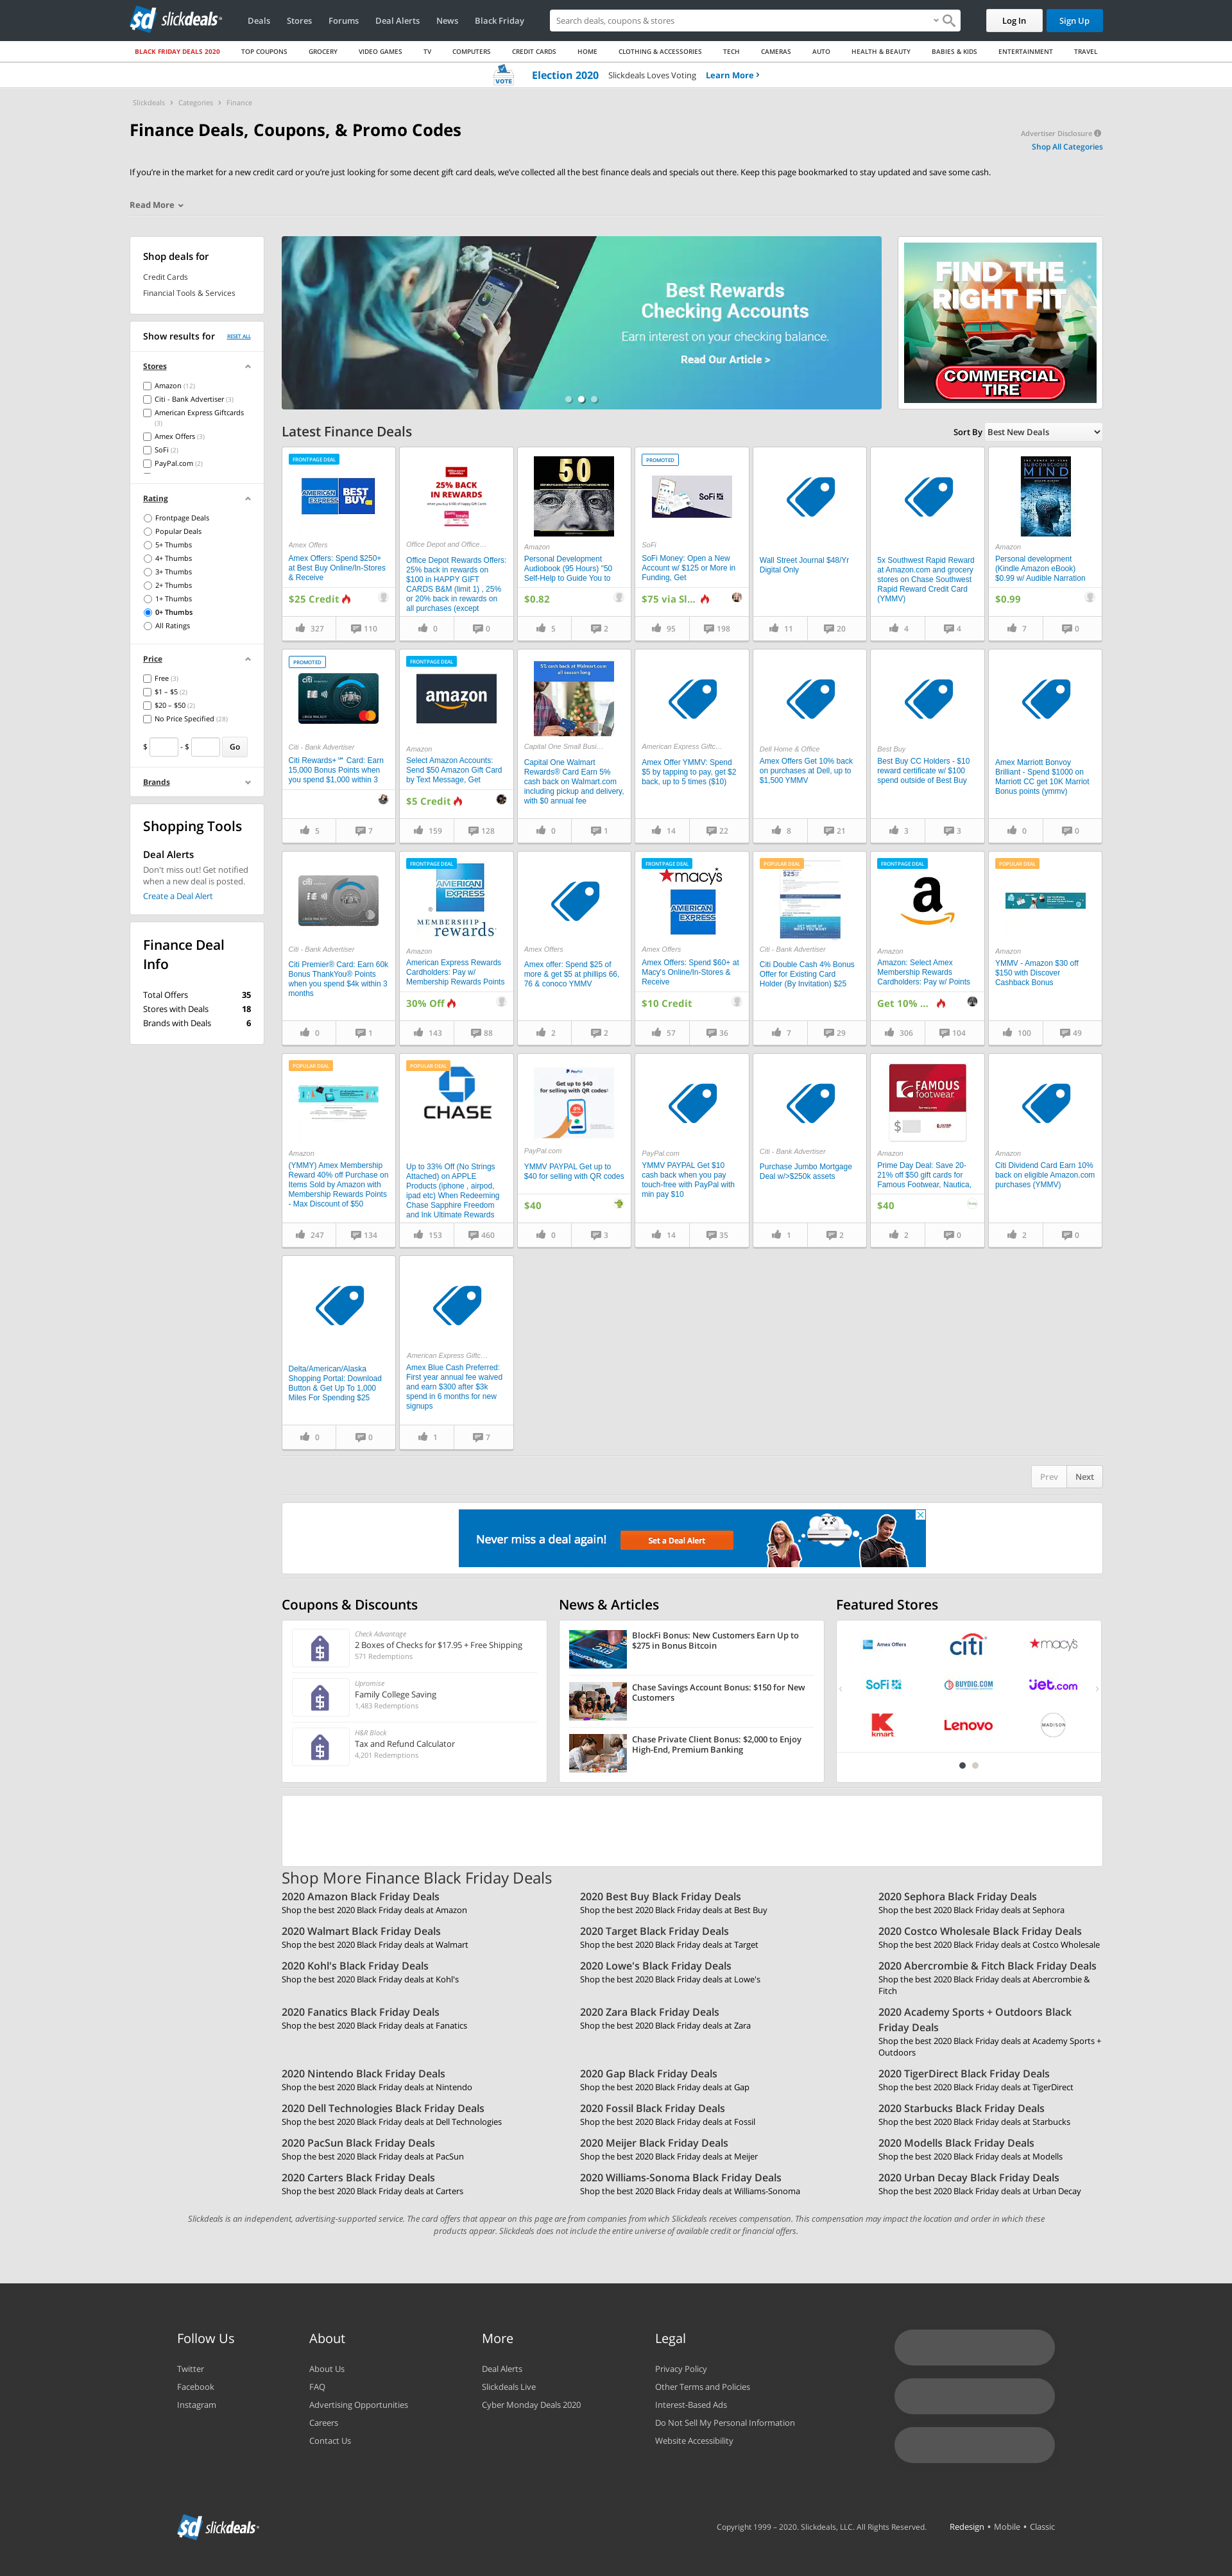 slickdeals
Deals Stores Forums Deal Alerts News Black Friday
Search deals, coupons & stores
Log In Sign Up
BLACK FRIDAY DEALS 2020 TOP COUPONS GROCERY VIDEO GAMES TV COMPUTERS CREDIT CARDS HOME CLOTHING & ACCESSORIES TECH CAMERAS AUTO HEALTH & BEAUTY BABIES & KIDS ENTERTAINMENT TRAVEL
VOTE Election 2020 Slickdeals Loves Voting Learn More
Slickdeals › Categories › Finance
Finance Deals, Coupons, & Promo Codes
Advertiser Disclosure
Shop All Categories
If you're in the market for a new credit card or you're just looking for some decent gift card deals, we've collected all the best finance deals and specials out there. Keep this page bookmarked to stay updated and save some cash.
Read More
Shop deals for
Credit Cards
Financial Tools & Services
Show results for RESET ALL
Stores
Amazon (12)
Citi - Bank Advertiser (3)
American Express Giftcards
(3)
Amex Offers (3)
SoFi (2)
PayPal.com (2)
Rating
Frontpage Deals
Popular Deals
5+ Thumbs
4+ Thumbs
3+ Thumbs
2+ Thumbs
1+ Thumbs
0+ Thumbs
All Ratings
Price
Free (3)
$1 – $5 (2)
$20 – $50 (2)
No Price Specified (28)
$ - $ Go
Brands
Shopping Tools
Deal Alerts
Don't miss out! Get notified
when a new deal is posted.
Create a Deal Alert
Finance Deal
Info
Total Offers 35
Stores with Deals 18
Brands with Deals 6
Best Rewards
Checking Accounts
Earn interest on your checking balance.
Read Our Article >
FIND THE
RIGHT FIT
COMMERCIAL
TIRE
Latest Finance Deals
Sort By Best New Deals
FRONTPAGE DEAL
AMERICAN EXPRESS BEST BUY
Amex Offers
Amex Offers: Spend $250+
at Best Buy Online/In-Stores
& Receive
$25 Credit
327 110
25% BACK
IN REWARDS
Office Depot and Office…
Office Depot Rewards Offers:
25% back in rewards on
$100 in HAPPY GIFT
CARDS B&M (limit 1) , 25%
or 20% back in rewards on
all purchases (except
0 0
50
Amazon
Personal Development
Audiobook (95 Hours) "50
Self-Help to Guide You to
$0.82
5 2
PROMOTED
SoFi
SoFi
SoFi Money: Open a New
Account w/ $125 or More in
Funding, Get
$75 via Sl…
95 198
Wall Street Journal $48/Yr
Digital Only
11 20
5x Southwest Rapid Reward
at Amazon.com and grocery
stores on Chase Southwest
Rapid Reward Credit Card
(YMMV)
4 4
SUBCONSCIOUS
MIND
Amazon
Personal development
(Kindle Amazon eBook)
$0.99 w/ Audible Narration
$0.99
7 0
PROMOTED
citi
Citi - Bank Advertiser
Citi Rewards+℠ Card: Earn
15,000 Bonus Points when
you spend $1,000 within 3
5 7
FRONTPAGE DEAL
amazon
Amazon
Select Amazon Accounts:
Send $50 Amazon Gift Card
by Text Message, Get
$5 Credit
159 128
5% cash back at Walmart.com
all season long
Capital One Small Busi…
Capital One Walmart
Rewards® Card Earn 5%
cash back on Walmart.com
including pickup and delivery,
with $0 annual fee
0 1
American Express Giftc…
Amex Offer YMMV: Spend
$5 by tapping to pay, get $2
back, up to 5 times ($10)
14 22
Dell Home & Office
Amex Offers Get 10% back
on purchases at Dell, up to
$1,500 YMMV
8 21
Best Buy
Best Buy CC Holders - $10
reward certificate w/ $100
spend outside of Best Buy
3 3
Amex Marriott Bonvoy
Brilliant - Spend $1000 on
Marriott CC get 10K Marriot
Bonus points (ymmv)
0 0
citi
Citi - Bank Advertiser
Citi Premier® Card: Earn 60k
Bonus ThankYou® Points
when you spend $4k within 3
months
0 1
FRONTPAGE DEAL
AMERICAN EXPRESS
MEMBERSHIP
rewards
Amazon
American Express Rewards
Cardholders: Pay w/
Membership Rewards Points
30% Off
143 88
Amex Offers
Amex offer: Spend $25 of
more & get $5 at phillips 66,
76 & conoco YMMV
2 2
FRONTPAGE DEAL
macy's
AMERICAN EXPRESS
Amex Offers
Amex Offers: Spend $60+ at
Macy's Online/In-Stores &
Receive
$10 Credit
57 36
POPULAR DEAL
Citi - Bank Advertiser
Citi Double Cash 4% Bonus
Offer for Existing Card
Holder (By Invitation) $25
7 29
FRONTPAGE DEAL
a
Amazon
Amazon: Select Amex
Membership Rewards
Cardholders: Pay w/ Points
Get 10% …
306 104
POPULAR DEAL
Amazon
YMMV - Amazon $30 off
$150 with Discover
Cashback Bonus
100 49
POPULAR DEAL
Amazon
(YMMY) Amex Membership
Reward 40% off Purchase on
Items Sold by Amazon with
Membership Rewards Points
- Max Discount of $50
247 134
POPULAR DEAL
CHASE
Up to 33% Off (No Strings
Attached) on APPLE
Products (iphone , airpod,
ipad etc) When Redeeming
Chase Sapphire Freedom
and Ink Ultimate Rewards
153 460
PayPal
Get up to $40
for selling with QR codes
PayPal.com
YMMV PAYPAL Get up to
$40 for selling with QR codes
$40
0 3
PayPal.com
YMMV PAYPAL Get $10
cash back when you pay
touch-free with PayPal with
min pay $10
14 35
Citi - Bank Advertiser
Purchase Jumbo Mortgage
Deal w/>$250k assets
1 2
FAMOUS
footwear
$
Amazon
Prime Day Deal: Save 20-
21% off $50 gift cards for
Famous Footwear, Nautica,
$40
2 0
Amazon
Citi Dividend Card Earn 10%
back on eligible Amazon.com
purchases (YMMV)
2 0
Delta/American/Alaska
Shopping Portal: Download
Button & Get Up To 1,000
Miles For Spending $25
0 0
American Express Giftc…
Amex Blue Cash Preferred:
First year annual fee waived
and earn $300 after $3k
spend in 6 months for new
signups
1 7
Prev Next
Never miss a deal again! Set a Deal Alert
Coupons & Discounts
Check Advantage
2 Boxes of Checks for $17.95 + Free Shipping
571 Redemptions
Upromise
Family College Saving
1,483 Redemptions
H&R Block
Tax and Refund Calculator
4,201 Redemptions
News & Articles
BlockFi Bonus: New Customers Earn Up to
$275 in Bonus Bitcoin
Chase Savings Account Bonus: $150 for New
Customers
Chase Private Client Bonus: $2,000 to Enjoy
High-End, Premium Banking
Featured Stores
Amex Offers citi macy's
SoFi BUYDIG.COM jet.com
kmart Lenovo MADISON
Shop More Finance Black Friday Deals
2020 Amazon Black Friday Deals
Shop the best 2020 Black Friday deals at Amazon
2020 Best Buy Black Friday Deals
Shop the best 2020 Black Friday deals at Best Buy
2020 Sephora Black Friday Deals
Shop the best 2020 Black Friday deals at Sephora
2020 Walmart Black Friday Deals
Shop the best 2020 Black Friday deals at Walmart
2020 Target Black Friday Deals
Shop the best 2020 Black Friday deals at Target
2020 Costco Wholesale Black Friday Deals
Shop the best 2020 Black Friday deals at Costco Wholesale
2020 Kohl's Black Friday Deals
Shop the best 2020 Black Friday deals at Kohl's
2020 Lowe's Black Friday Deals
Shop the best 2020 Black Friday deals at Lowe's
2020 Abercrombie & Fitch Black Friday Deals
Shop the best 2020 Black Friday deals at Abercrombie &
Fitch
2020 Fanatics Black Friday Deals
Shop the best 2020 Black Friday deals at Fanatics
2020 Zara Black Friday Deals
Shop the best 2020 Black Friday deals at Zara
2020 Academy Sports + Outdoors Black
Friday Deals
Shop the best 2020 Black Friday deals at Academy Sports +
Outdoors
2020 Nintendo Black Friday Deals
Shop the best 2020 Black Friday deals at Nintendo
2020 Gap Black Friday Deals
Shop the best 2020 Black Friday deals at Gap
2020 TigerDirect Black Friday Deals
Shop the best 2020 Black Friday deals at TigerDirect
2020 Dell Technologies Black Friday Deals
Shop the best 2020 Black Friday deals at Dell Technologies
2020 Fossil Black Friday Deals
Shop the best 2020 Black Friday deals at Fossil
2020 Starbucks Black Friday Deals
Shop the best 2020 Black Friday deals at Starbucks
2020 PacSun Black Friday Deals
Shop the best 2020 Black Friday deals at PacSun
2020 Meijer Black Friday Deals
Shop the best 2020 Black Friday deals at Meijer
2020 Modells Black Friday Deals
Shop the best 2020 Black Friday deals at Modells
2020 Carters Black Friday Deals
Shop the best 2020 Black Friday deals at Carters
2020 Williams-Sonoma Black Friday Deals
Shop the best 2020 Black Friday deals at Williams-Sonoma
2020 Urban Decay Black Friday Deals
Shop the best 2020 Black Friday deals at Urban Decay
Slickdeals is an independent, advertising-supported service. The card offers that appear on this page are from companies from which Slickdeals receives compensation. This compensation may impact the location and order in which these
products appear. Slickdeals does not include the entire universe of available credit or financial offers.
Follow Us
Twitter
Facebook
Instagram
About
About Us
FAQ
Advertising Opportunities
Careers
Contact Us
More
Deal Alerts
Slickdeals Live
Cyber Monday Deals 2020
Legal
Privacy Policy
Other Terms and Policies
Interest-Based Ads
Do Not Sell My Personal Information
Website Accessibility
slickdeals
Copyright 1999 – 2020. Slickdeals, LLC. All Rights Reserved. Redesign • Mobile • Classic